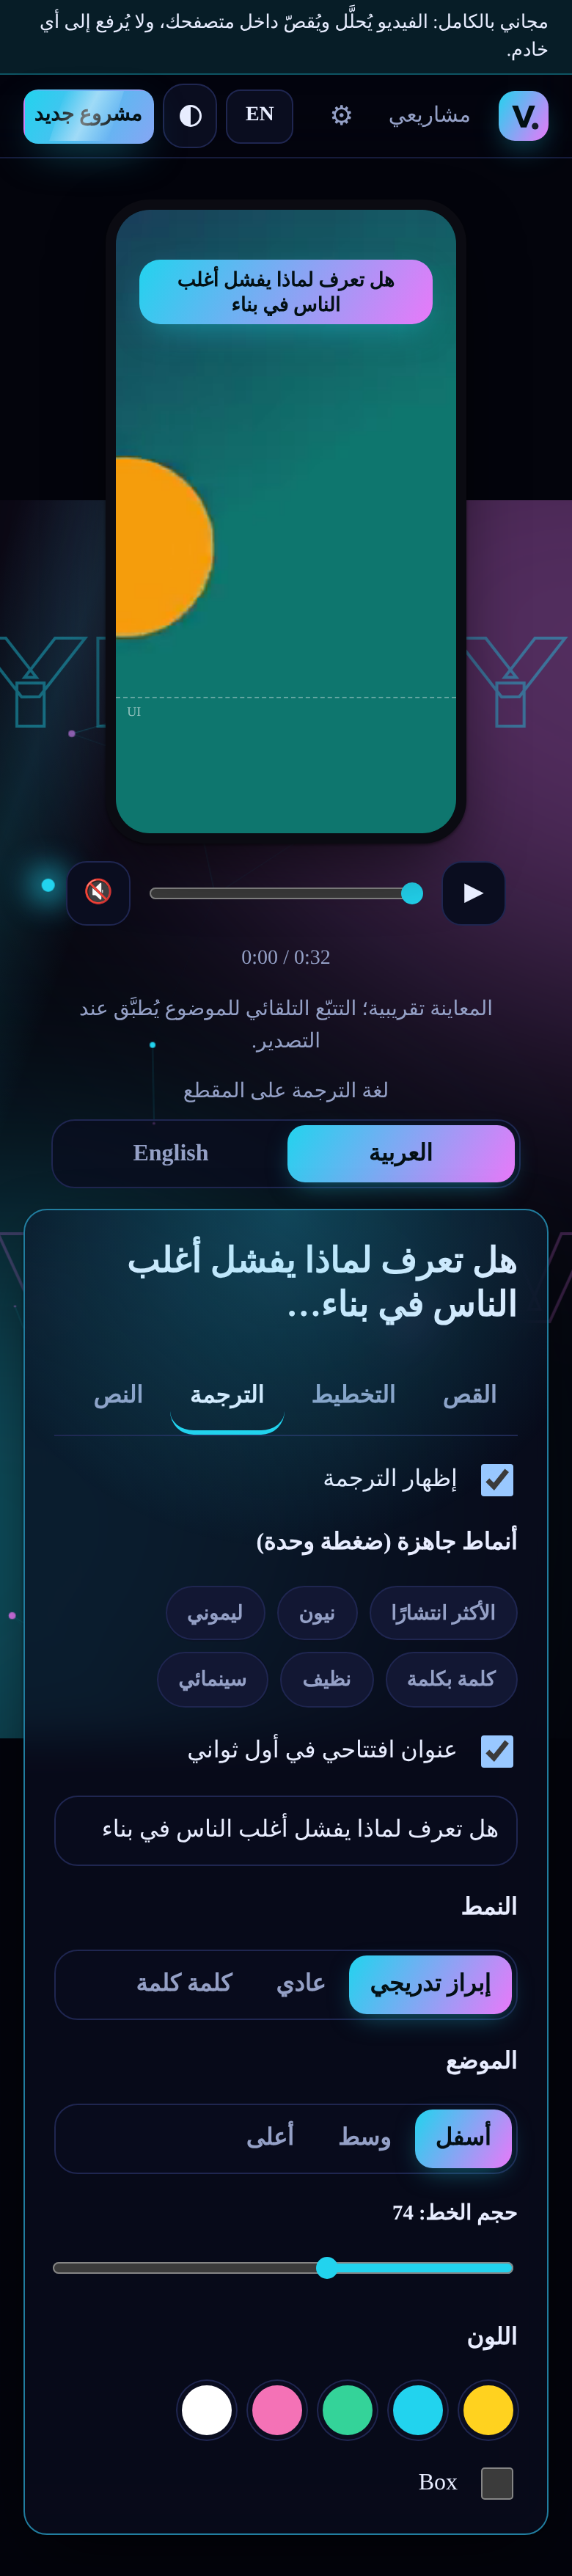 مجاني بالكامل: الفيديو يُحلَّل ويُقصّ داخل متصفحك، ولا يُرفع إلى أي
خادم.
V.
مشاريعي
EN
مشروع جديد
هل تعرف لماذا يفشل أغلب
الناس في بناء
UI
0:00 / 0:32
المعاينة تقريبية؛ التتبّع التلقائي للموضوع يُطبَّق عند
التصدير.
لغة الترجمة على المقطع
العربية
English
هل تعرف لماذا يفشل أغلب
الناس في بناء…
القص
التخطيط
الترجمة
النص
إظهار الترجمة
أنماط جاهزة (ضغطة وحدة)
الأكثر انتشارًا
نيون
ليموني
كلمة بكلمة
نظيف
سينمائي
عنوان افتتاحي في أول ثواني
هل تعرف لماذا يفشل أغلب الناس في بناء
النمط
إبراز تدريجي
عادي
كلمة كلمة
الموضع
أسفل
وسط
أعلى
حجم الخط: 74
اللون
Box